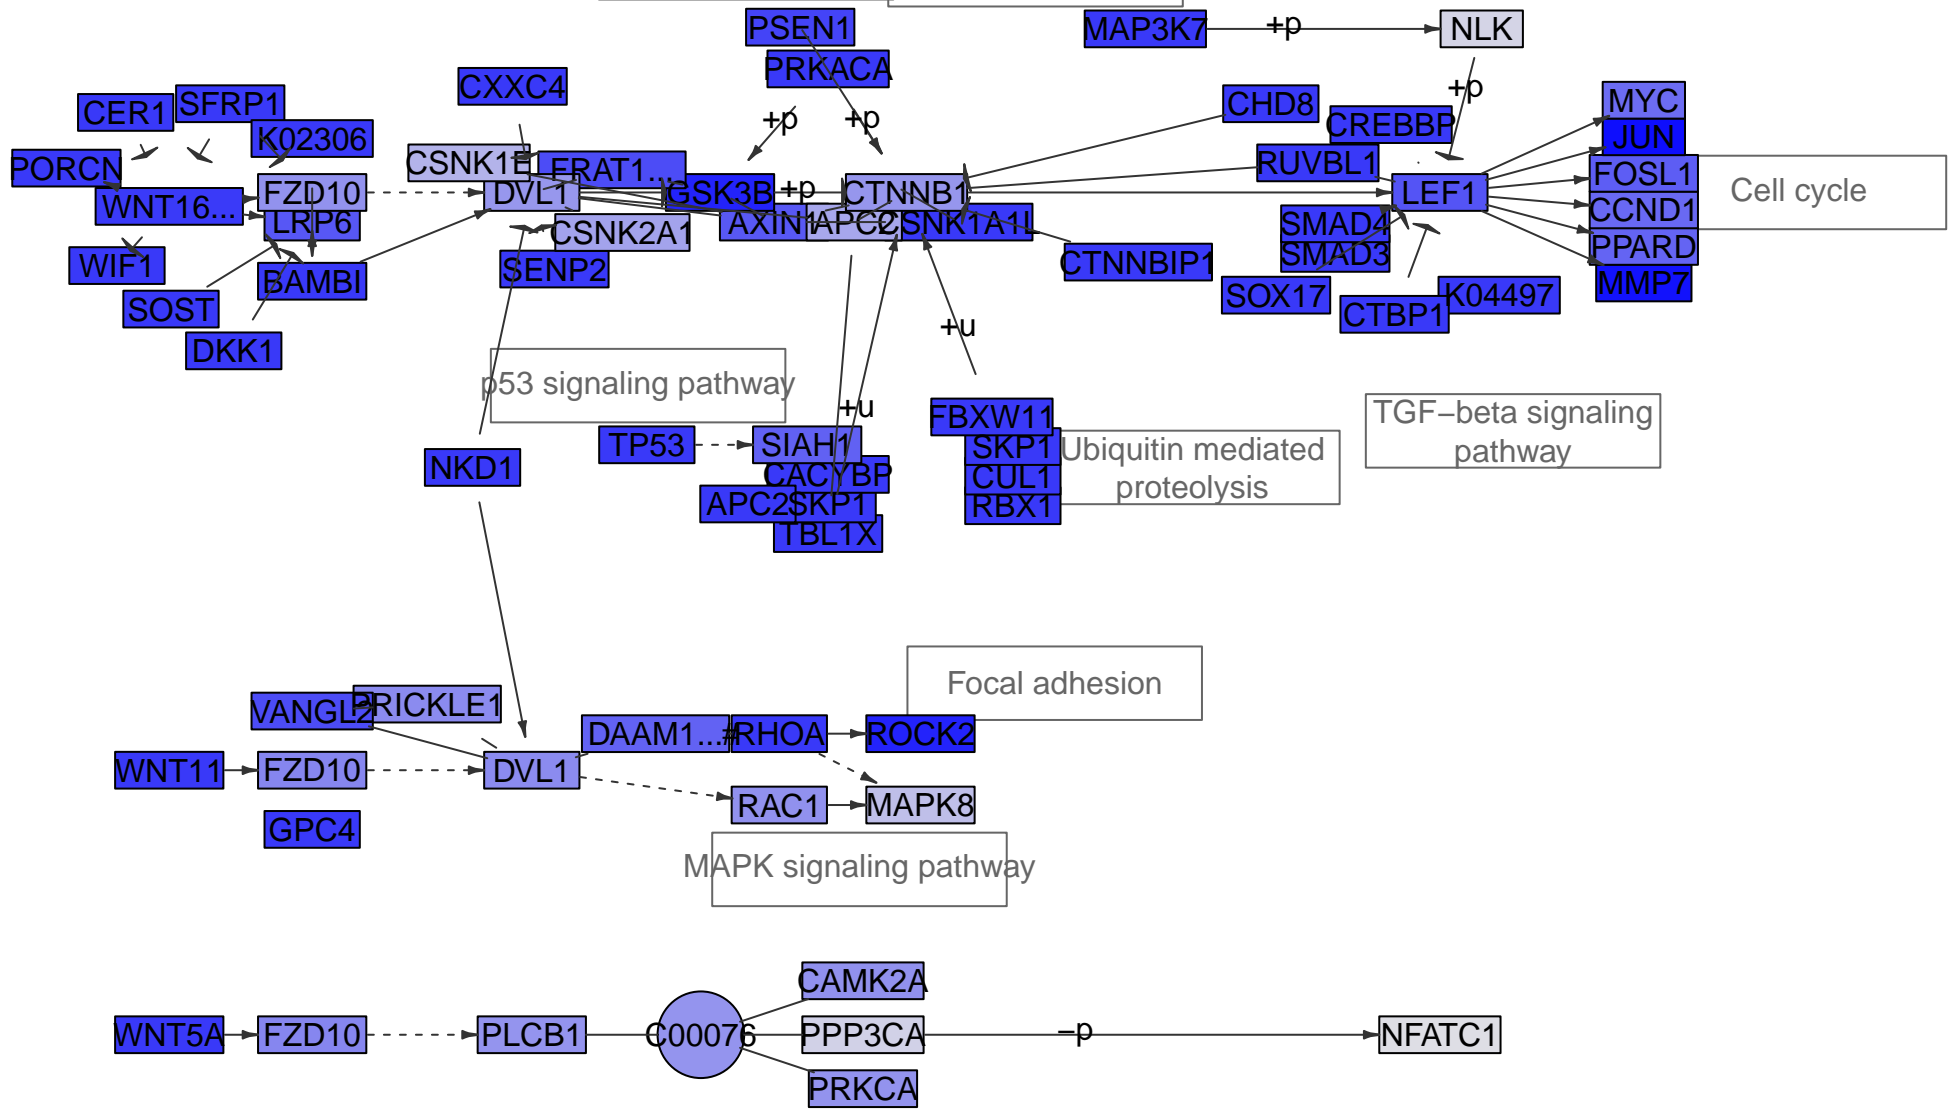 PSEN1
MAP3K7
+p
NLK
PRKACA
CXXC4
+p
CER1
SFRP1
CHD8
MYC
+p
+p
CREBBP
JUN
K02306
PORCN
CSNK1E
FRAT1...
RUVBL1
FOSL1
Cell cycle
WNT16...
FZD10
DVL1
GSK3B
+p
CTNNB1
LEF1
LRP6
CSNK2A1
AXIN1
APC2
CSNK1A1L
SMAD4
CCND1
PPARD
WIF1
BAMBI
SENP2
CTNNBIP1
SMAD3
MMP7
SOST
SOX17
K04497
CTBP1
DKK1
+u
p53 signaling pathway
+u
FBXW11
TGF−beta signaling
pathway
TP53
SIAH1
SKP1
Ubiquitin mediated
proteolysis
NKD1
CACYBP
CUL1
APC2
SKP1
RBX1
TBL1X
Focal adhesion
VANGL2
PRICKLE1
DAAM1...#
RHOA
ROCK2
WNT11
FZD10
DVL1
RAC1
MAPK8
GPC4
MAPK signaling pathway
CAMK2A
WNT5A
FZD10
PLCB1
C00076
PPP3CA
−p
NFATC1
PRKCA